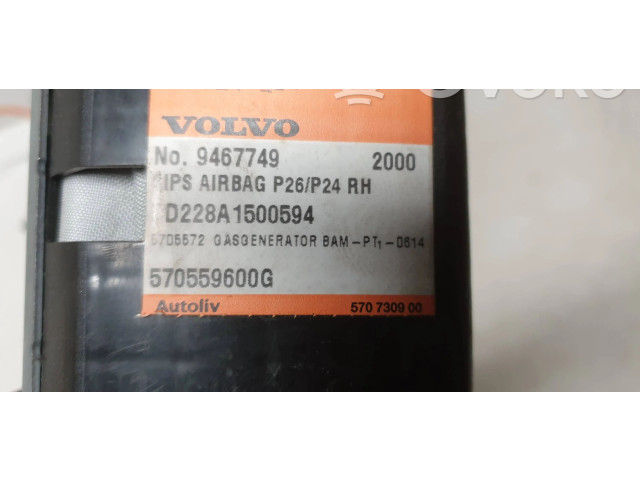 VOLVO
No. 9467749 2000
IPS AIRBAG P26/P24 RH
D228A1500594
5705572 GASGENERATOR BAM-PT1-0614
570559600G
Autoliv 570 7309 00